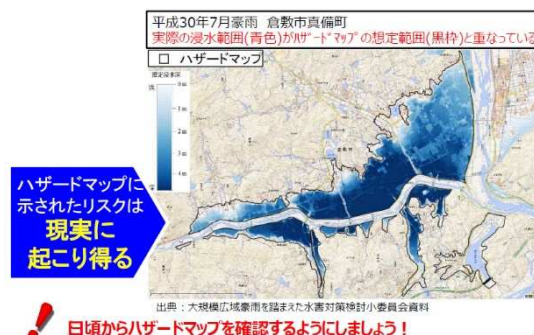 平成30年7月豪雨 倉敷市真備町
実際の浸水範囲(青色)がﾊｻﾞｰﾄﾞﾏｯﾌﾟの想定範囲(黒枠)と重なっている
□ ハザードマップ
ハザードマップに
示されたリスクは
現実に
起こり得る
出典：大規模広域豪雨を踏まえた水害対策検討小委員会資料
日頃からハザードマップを確認するようにしましょう！